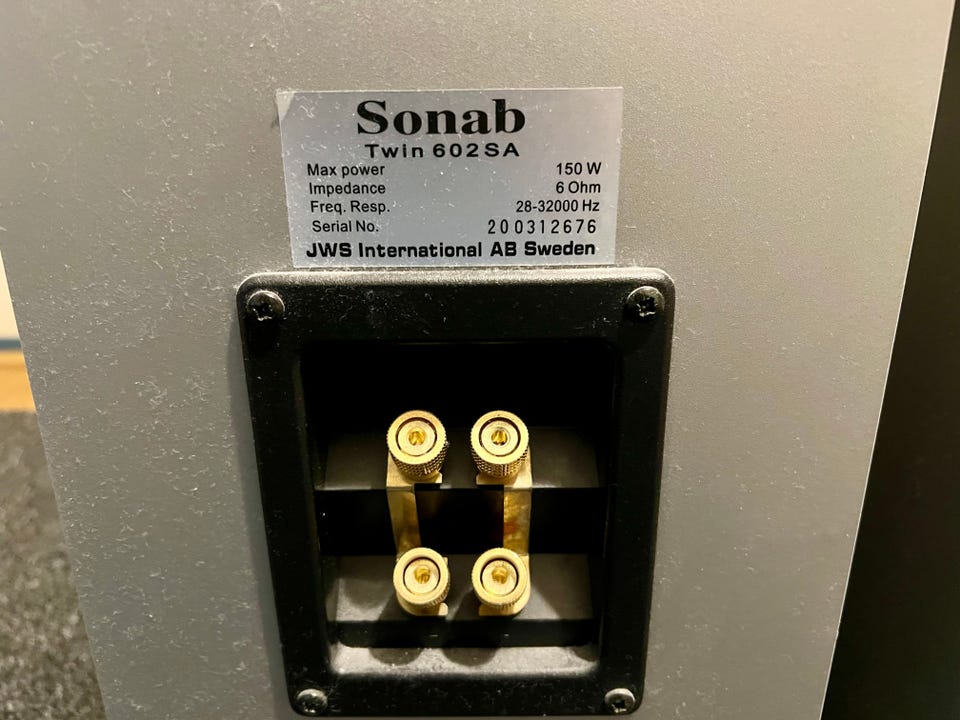 Sonab
Twin 602SA
Max power 150 W
Impedance 6 Ohm
Freq. Resp. 28-32000 Hz
Serial No. 200312676
JWS International AB Sweden